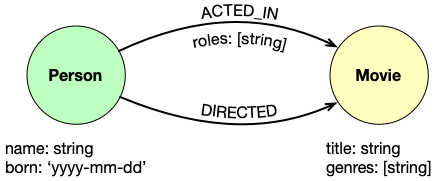 ACTED_IN
roles: [string]
Person
Movie
DIRECTED
name: string
born: ‘yyyy-mm-dd’
title: string
genres: [string]